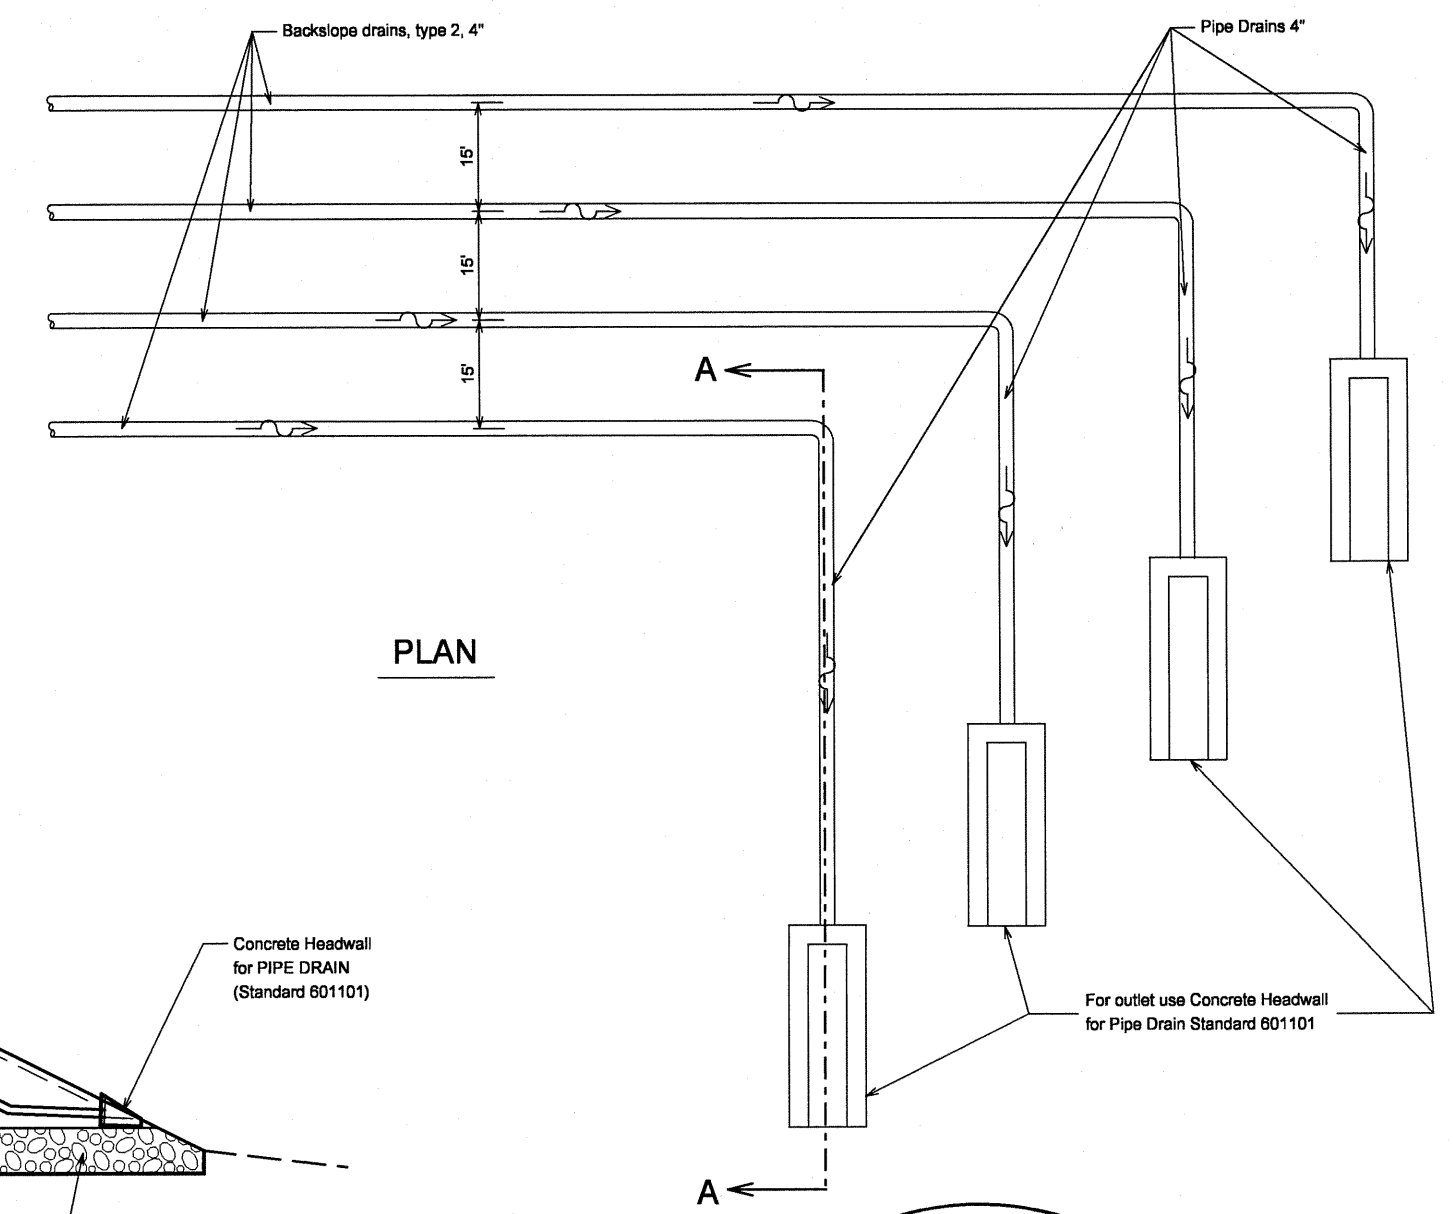 Backslope drains, type 2, 4"
Pipe Drains 4"
15'
15'
15'
A
PLAN
Concrete Headwall
for PIPE DRAIN
(Standard 601101)
For outlet use Concrete Headwall
for Pipe Drain Standard 601101
A